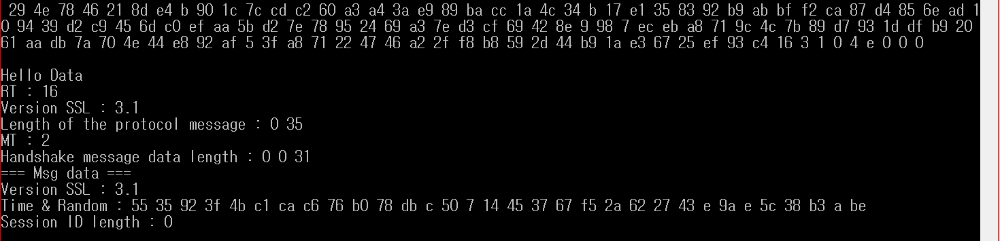 29 4e 78 46 21 8d e4 b 90 1c 7c cd c2 60 a3 a4 3a e9 89 ba cc 1a 4c 34 b 17 e1 35 83 92 b9 ab bf f2 ca 87 d4 85 6e ad 1
0 94 39 d2 c9 45 6d c0 ef aa 5b d2 7e 78 95 24 69 a3 7e d3 cf 69 42 8e 9 98 7 ec eb a8 71 9c 4c 7b 89 d7 93 1d df b9 20
61 aa db 7a 70 4e 44 e8 92 af 5 3f a8 71 22 47 46 a2 2f f8 b8 59 2d 44 b9 1a e3 67 25 ef 93 c4 16 3 1 0 4 e 0 0 0
Hello Data
RT : 16
Version SSL : 3.1
Length of the protocol message : 0 35
MT : 2
Handshake message data length : 0 0 31
=== Msg data ===
Version SSL : 3.1
Time & Random : 55 35 92 3f 4b c1 ca c6 76 b0 78 db c 50 7 14 45 37 67 f5 2a 62 27 43 e 9a e 5c 38 b3 a be
Session ID length : 0